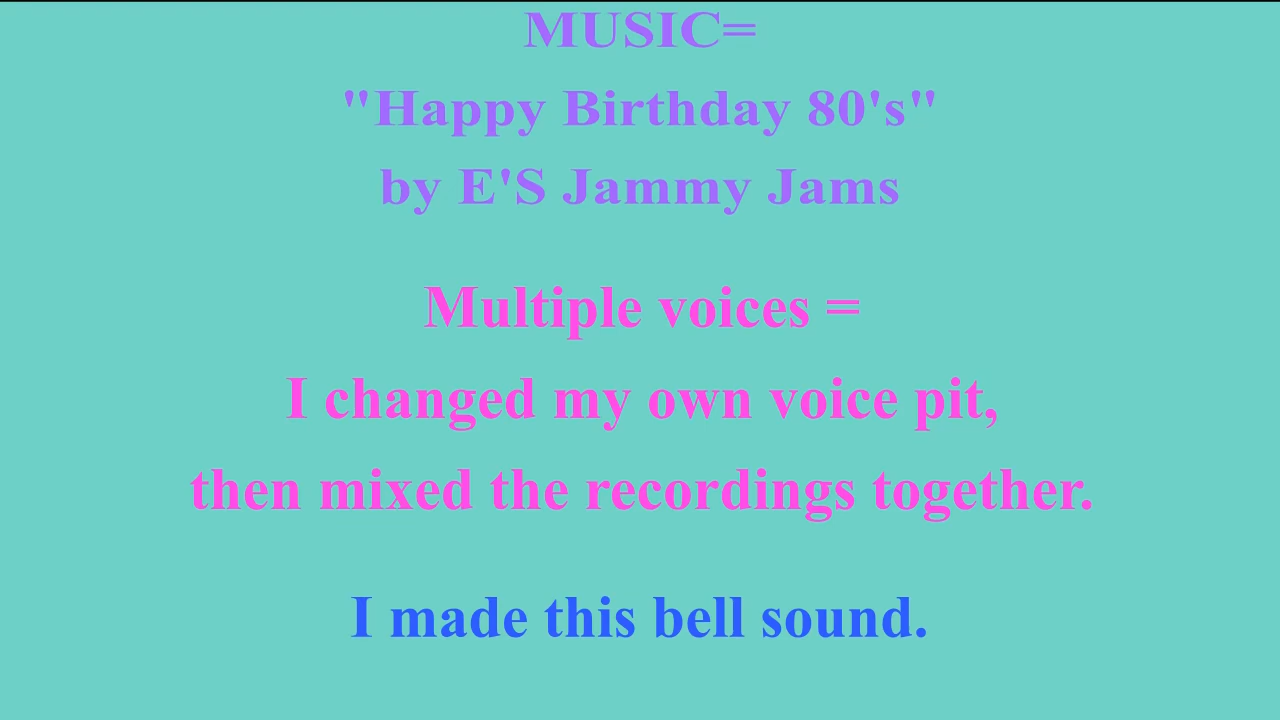 MUSIC=
"Happy Birthday 80's"
by E'S Jammy Jams
Multiple voices =
I changed my own voice pit,
then mixed the recordings together.
I made this bell sound.